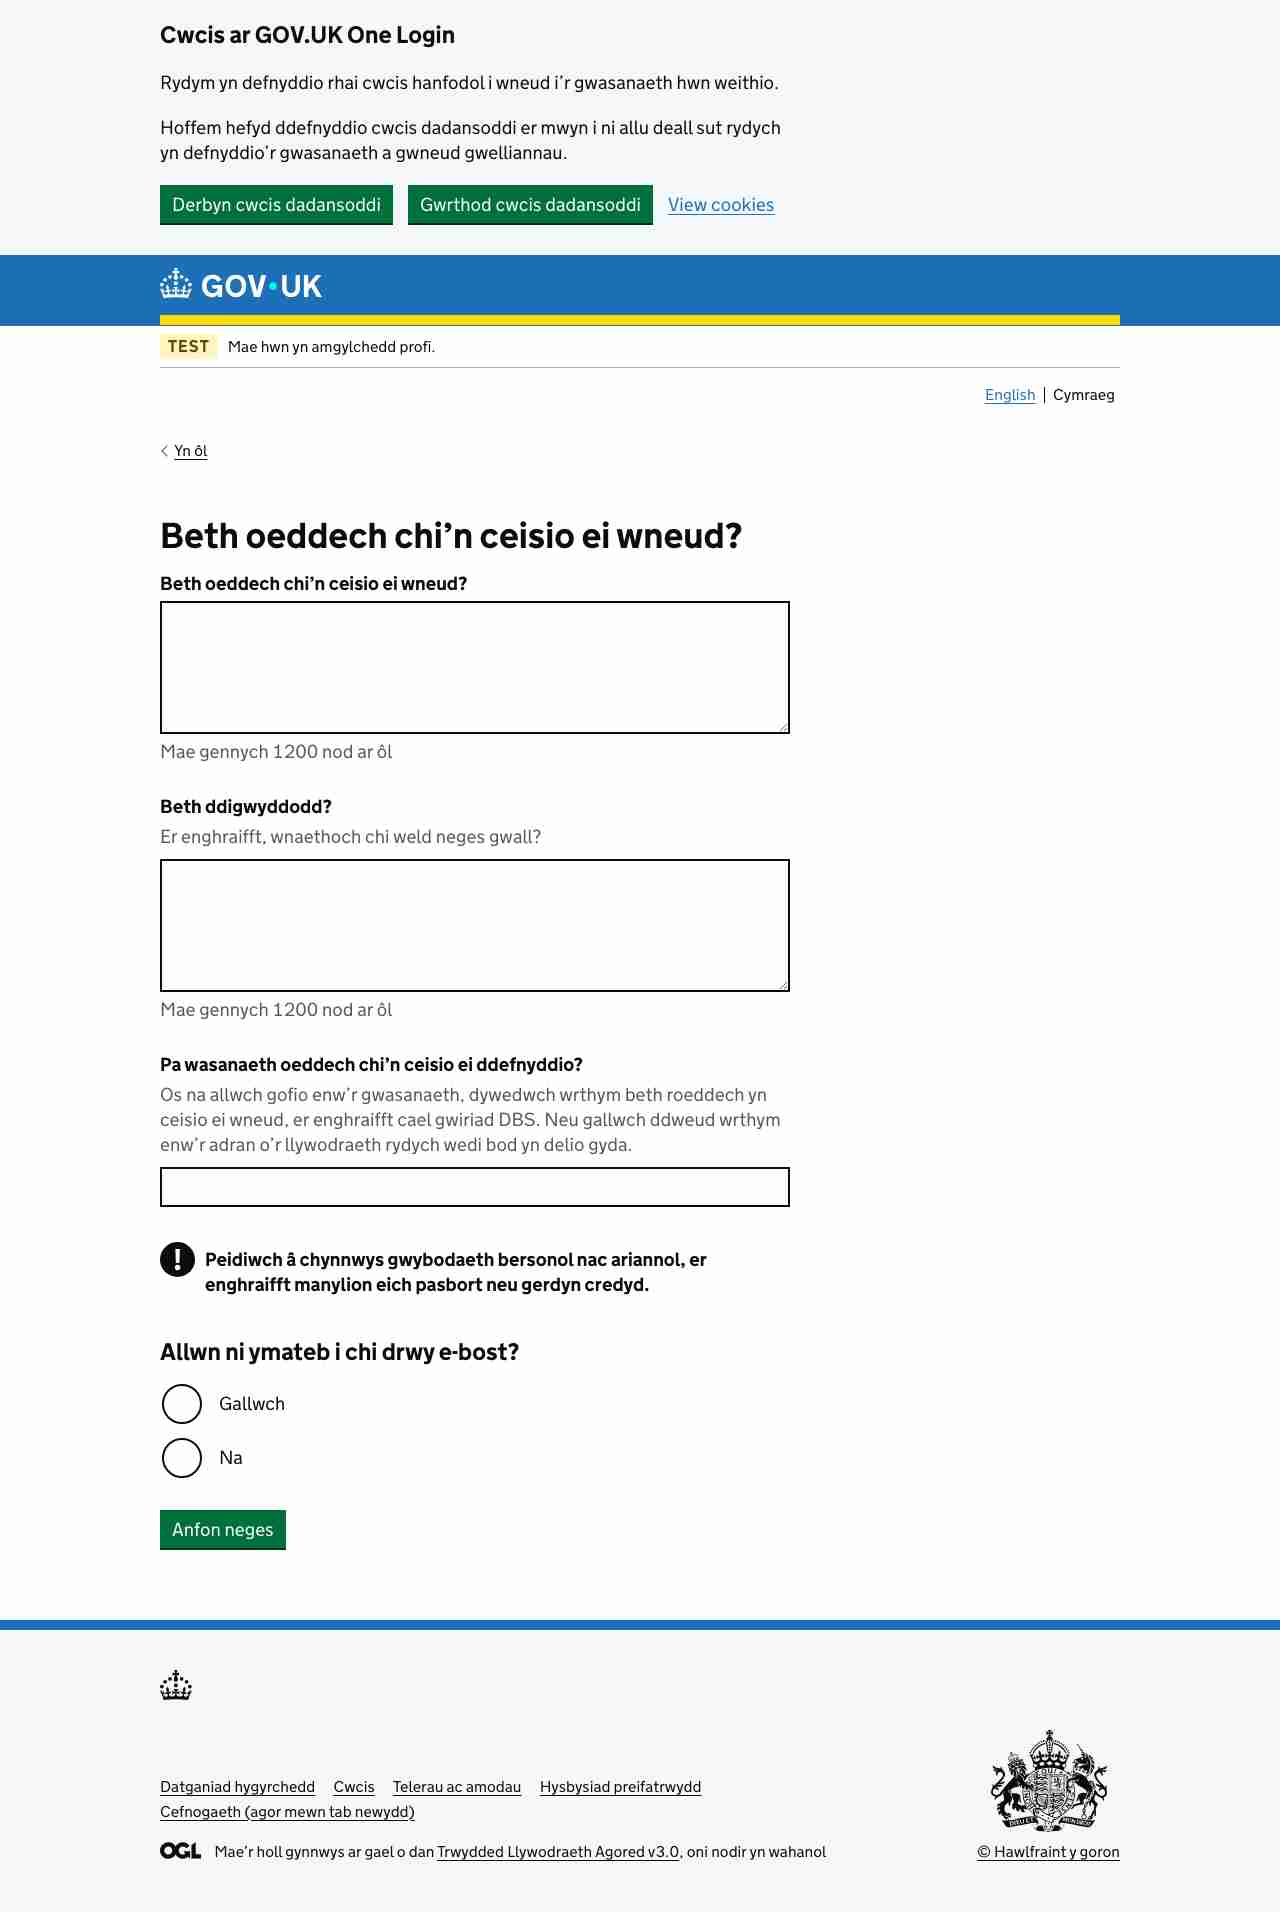 Cwcis ar GOV.UK One Login
Rydym yn defnyddio rhai cwcis hanfodol i wneud i’r gwasanaeth hwn weithio.
Hoffem hefyd ddefnyddio cwcis dadansoddi er mwyn i ni allu deall sut rydych
yn defnyddio’r gwasanaeth a gwneud gwelliannau.
Derbyn cwcis dadansoddi Gwrthod cwcis dadansoddi View cookies
GOV·UK
TEST Mae hwn yn amgylchedd profi.
English | Cymraeg
Yn ôl
Beth oeddech chi’n ceisio ei wneud?
Beth oeddech chi’n ceisio ei wneud?
Mae gennych 1200 nod ar ôl
Beth ddigwyddodd?
Er enghraifft, wnaethoch chi weld neges gwall?
Mae gennych 1200 nod ar ôl
Pa wasanaeth oeddech chi’n ceisio ei ddefnyddio?
Os na allwch gofio enw’r gwasanaeth, dywedwch wrthym beth roeddech yn
ceisio ei wneud, er enghraifft cael gwiriad DBS. Neu gallwch ddweud wrthym
enw’r adran o’r llywodraeth rydych wedi bod yn delio gyda.
! Peidiwch â chynnwys gwybodaeth bersonol nac ariannol, er
enghraifft manylion eich pasbort neu gerdyn credyd.
Allwn ni ymateb i chi drwy e-bost?
Gallwch
Na
Anfon neges
Datganiad hygyrchedd Cwcis Telerau ac amodau Hysbysiad preifatrwydd
Cefnogaeth (agor mewn tab newydd)
OGL Mae’r holl gynnwys ar gael o dan Trwydded Llywodraeth Agored v3.0, oni nodir yn wahanol
© Hawlfraint y goron